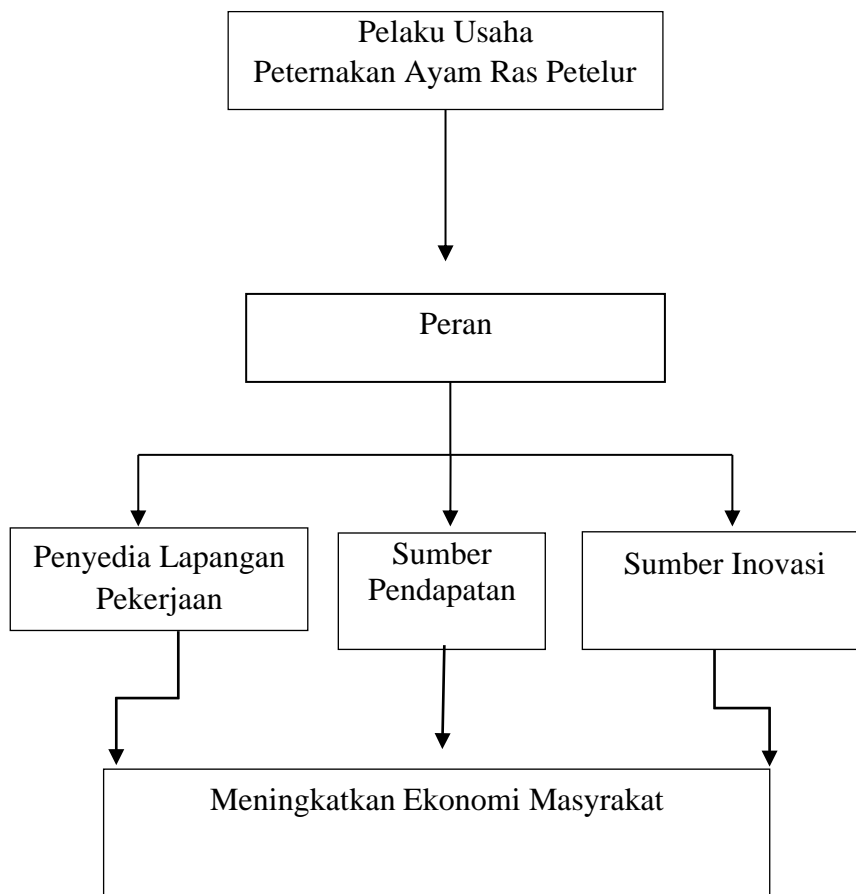 Pelaku Usaha
Peternakan Ayam Ras Petelur
Peran
Penyedia Lapangan
Pekerjaan
Sumber
Pendapatan
Sumber Inovasi
Meningkatkan Ekonomi Masyrakat